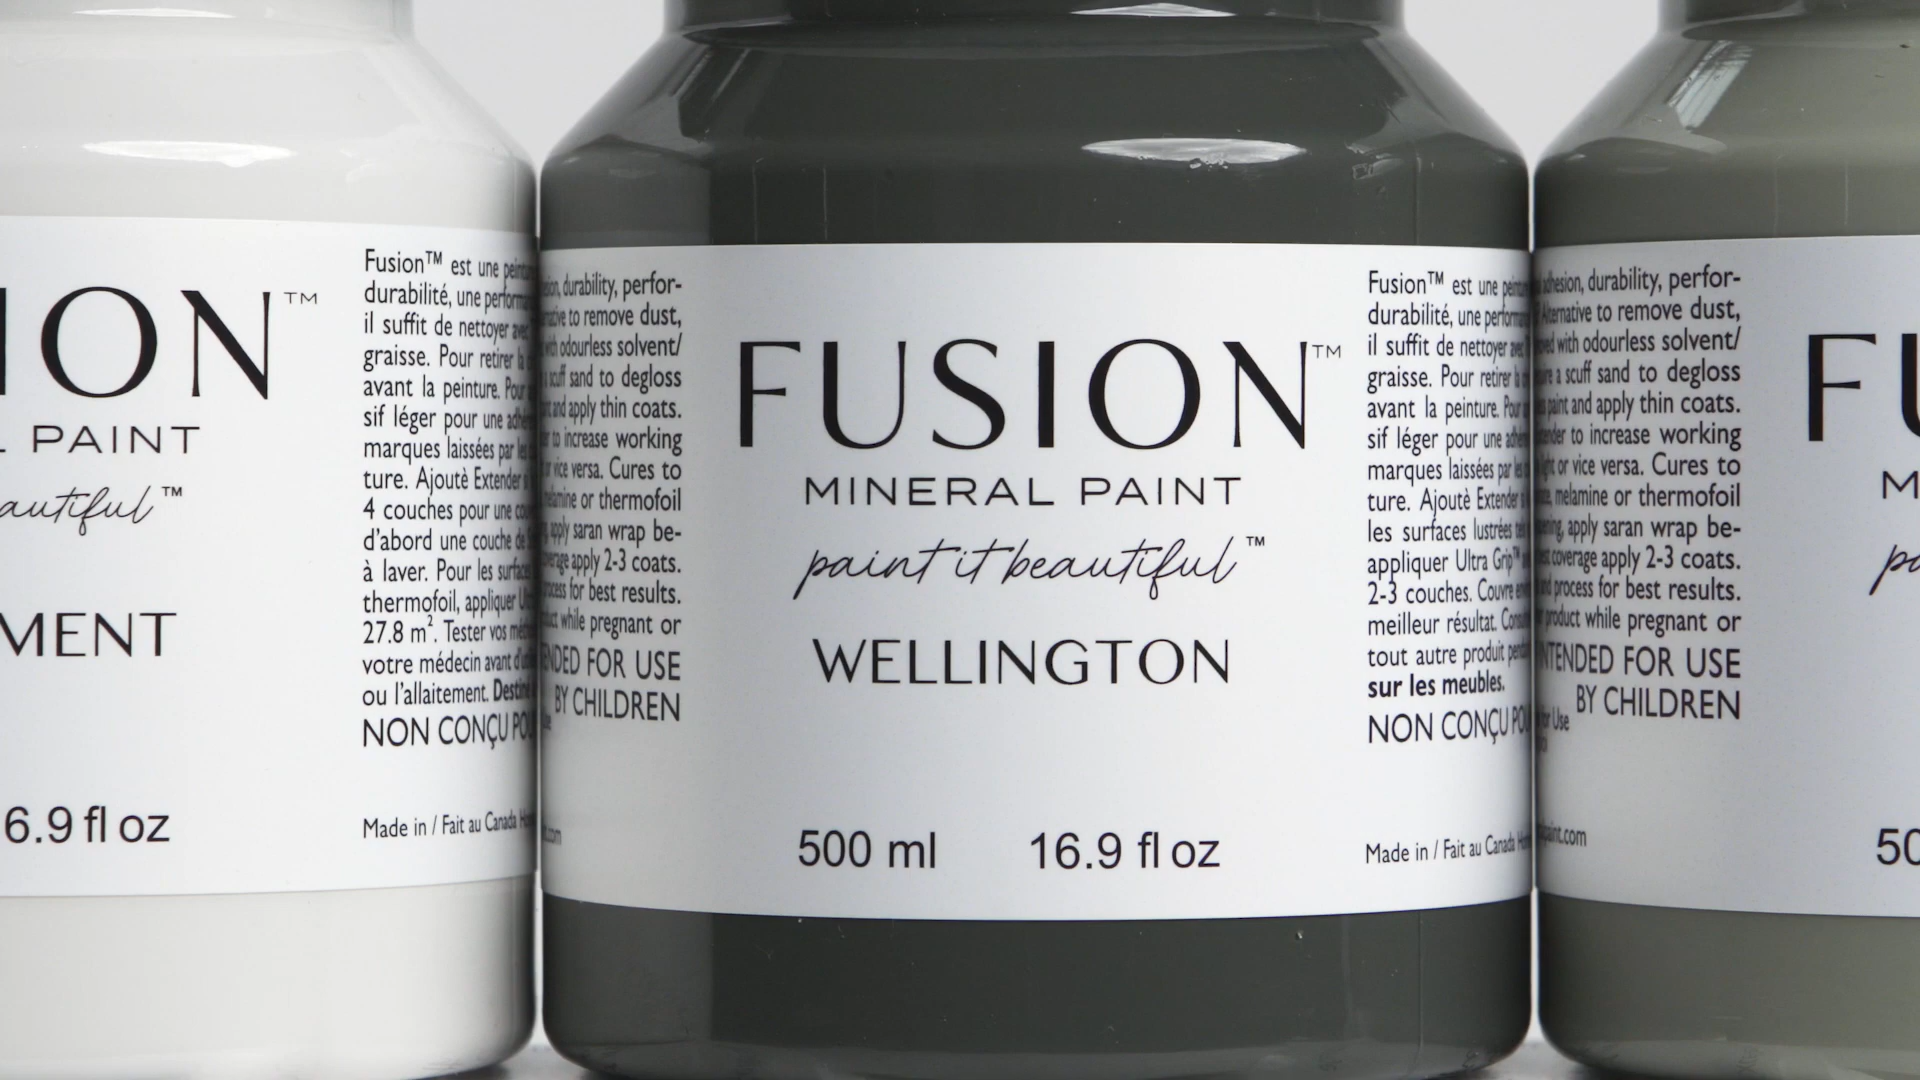 ION™
PAINT
autiful™
MENT
6.9 fl oz
Fusion™ est une
durabilité, une
il suffit de nettoyer
graisse. Pour retirer
avant la peinture.
sif léger pour une
marques laissées par
ture. Ajoutè Extender
4 couches pour une
d'abord une couche
à laver. Pour les
thermofoil, appliquer
27.8 m². Tester vos
votre médecin avant
ou l'allaitement. Destiné
NON CONÇU
Made in / Fait au Canada
durability, perfor-
to remove dust,
with odourless solvent/
scuff sand to degloss
and apply thin coats.
to increase working
or vice versa. Cures to
melamine or thermofoil
apply saran wrap be-
coverage apply 2-3 coats.
process for best results.
while pregnant or
FOR USE
BY CHILDREN
FUSION™
MINERAL PAINT
paint it beautiful™
WELLINGTON
500 ml 16.9 fl oz
Fusion™ est une
durabilité, une
il suffit de nettoyer
graisse. Pour retirer
avant la peinture.
sif léger pour une
marques laissées par
ture. Ajoutè Extender
les surfaces lustrées
appliquer Ultra Grip™
2-3 couches. Couvre
meilleur résultat.
tout autre produit
sur les meubles.
NON CONÇU
Made in / Fait au Canada
adhesion, durability, perfor-
Alternative to remove dust,
with odourless solvent/
a scuff sand to degloss
paint and apply thin coats.
to increase working
or vice versa. Cures to
melamine or thermofoil
apply saran wrap be-
coverage apply 2-3 coats.
and process for best results.
product while pregnant or
INTENDED FOR USE
BY CHILDREN
for Use
paint.com
FU
M
50